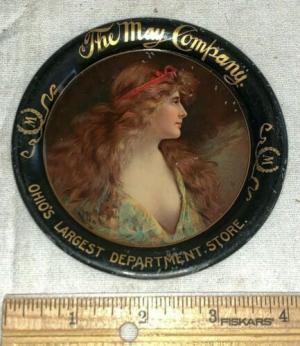 The May Company.
M M
OHIO'S LARGEST DEPARTMENT STORE.
1 2 3 FISKARS® 4